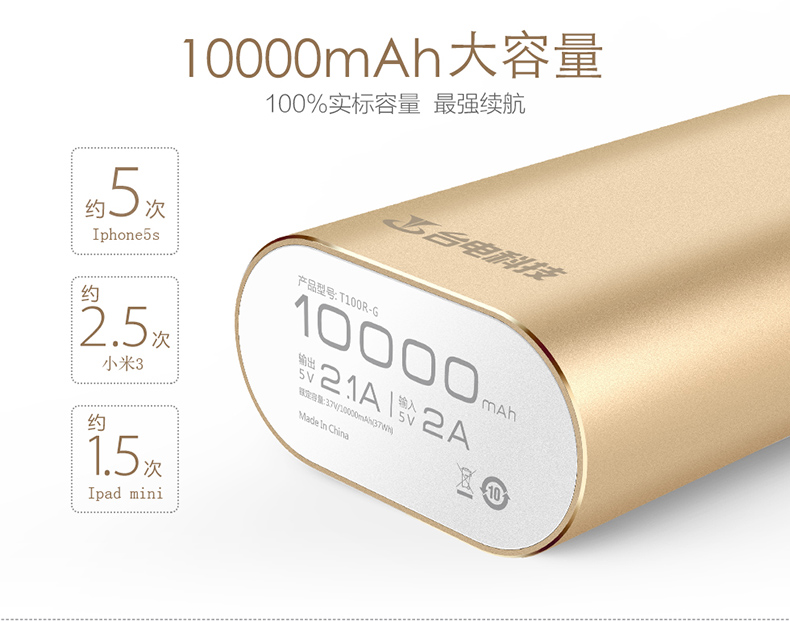 10000mAh大容量
100%实标容量 最强续航
约5次
Iphone5s
约
2.5次
小米3
约
1.5次
Ipad mini
台电科技
产品型号: T100R-G
10000mAh
输出 5V 2.1A | 输入 5V 2A
额定容量: 3.7V/10000mAh(37Wh)
Made In China
10